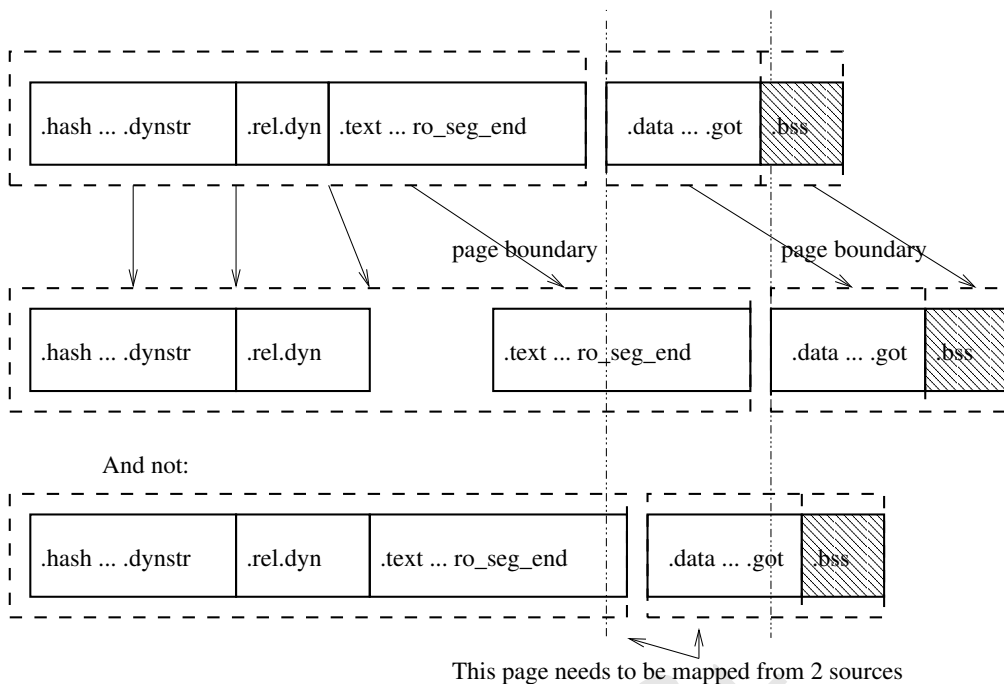 .hash ... .dynstr .rel.dyn .text ... ro_seg_end .data ... .got .bss
page boundary page boundary
.hash ... .dynstr .rel.dyn .text ... ro_seg_end .data ... .got .bss
And not:
.hash ... .dynstr .rel.dyn .text ... ro_seg_end .data ... .got .bss
This page needs to be mapped from 2 sources